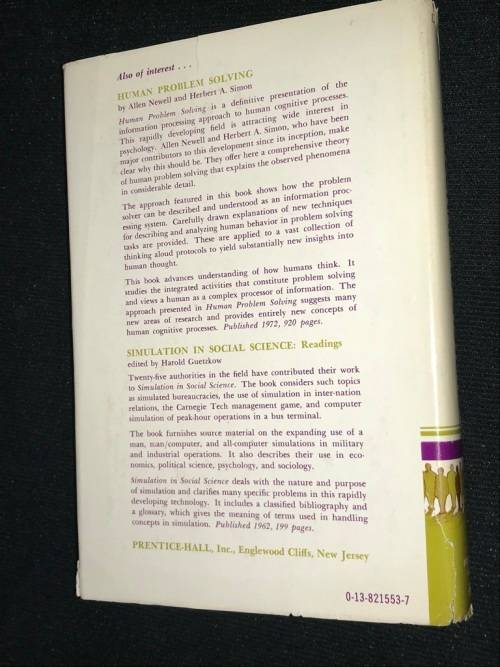 Also of interest . . .
HUMAN PROBLEM SOLVING
by Allen Newell and Herbert A. Simon
Human Problem Solving is a definitive presentation of the
information processing approach to human cognitive processes.
This rapidly developing field is attracting wide interest in
psychology. Allen Newell and Herbert A. Simon, who have been
major contributors to this development since its inception, make
clear why this should be. They offer here a comprehensive theory
of human problem solving that explains the observed phenomena
in considerable detail.
The approach featured in this book shows how the problem
solver can be described and understood as an information proc-
essing system. Carefully drawn explanations of new techniques
for describing and analyzing human behavior in problem solving
tasks are provided. These are applied to a vast collection of
thinking aloud protocols to yield substantially new insights into
human thought.
This book advances understanding of how humans think. It
studies the integrated activities that constitute problem solving
and views a human as a complex processor of information. The
approach presented in Human Problem Solving suggests many
new areas of research and provides entirely new concepts of
human cognitive processes. Published 1972, 920 pages.
SIMULATION IN SOCIAL SCIENCE: Readings
edited by Harold Guetzkow
Twenty-five authorities in the field have contributed their work
to Simulation in Social Science. The book considers such topics
as simulated bureaucracies, the use of simulation in inter-nation
relations, the Carnegie Tech management game, and computer
simulation of peak-hour operations in a bus terminal.
The book furnishes source material on the expanding use of a
man, man/computer, and all-computer simulations in military
and industrial operations. It also describes their use in eco-
nomics, political science, psychology, and sociology.
Simulation in Social Science deals with the nature and purpose
of simulation and clarifies many specific problems in this rapidly
developing technology. It includes a classified bibliography and
a glossary, which gives the meaning of terms used in handling
concepts in simulation. Published 1962, 199 pages.
PRENTICE-HALL, Inc., Englewood Cliffs, New Jersey
0-13-821553-7